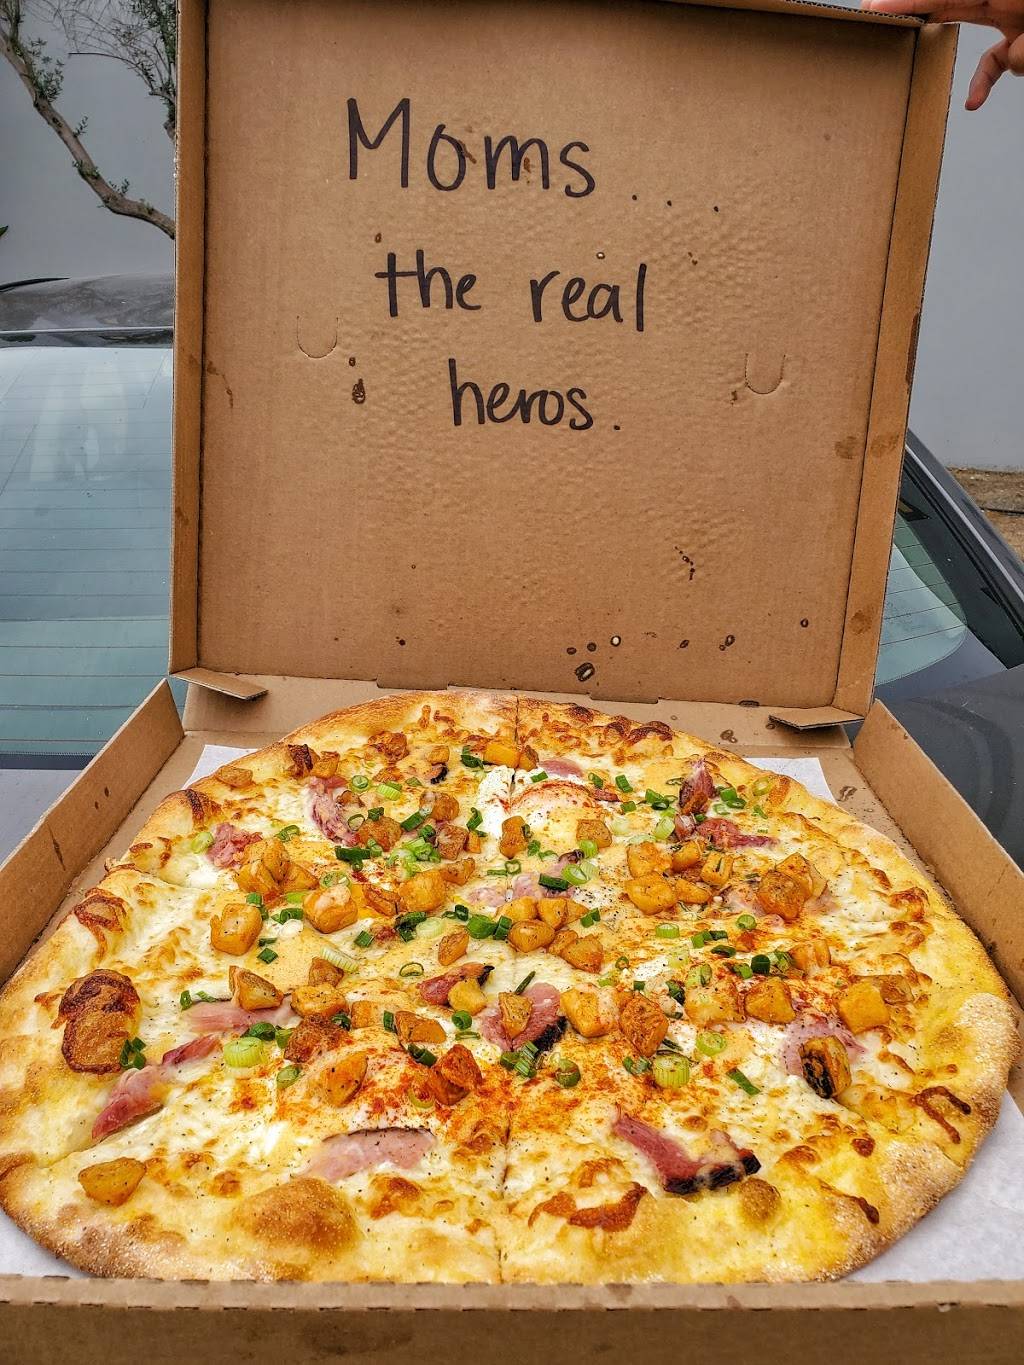 Moms....
the real
heros.